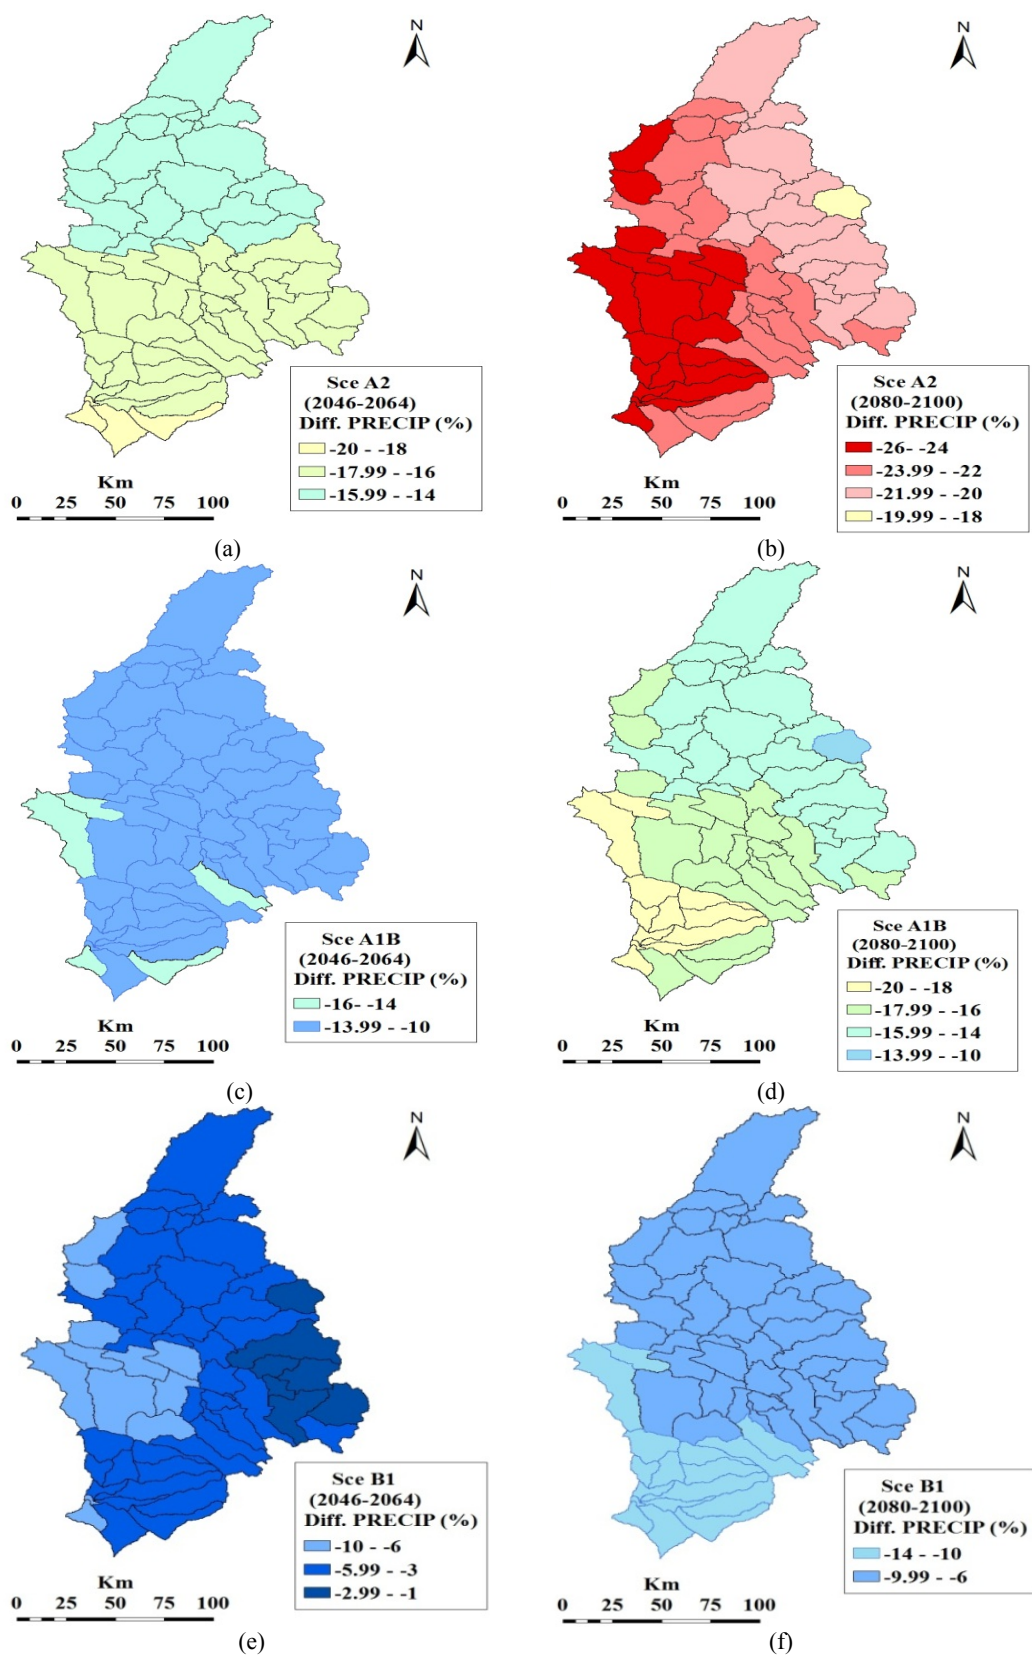 N
Sce A2
(2046-2064)
Diff. PRECIP (%)
-20 - -18
-17.99 - -16
-15.99 - -14
Km
0 25 50 75 100
(a)
N
Sce A2
(2080-2100)
Diff. PRECIP (%)
-26- -24
-23.99 - -22
-21.99 - -20
-19.99 - -18
Km
0 25 50 75 100
(b)
N
Sce A1B
(2046-2064)
Diff. PRECIP (%)
-16- -14
-13.99 - -10
Km
0 25 50 75 100
(c)
N
Sce A1B
(2080-2100)
Diff. PRECIP (%)
-20 - -18
-17.99 - -16
-15.99 - -14
-13.99 - -10
Km
0 25 50 75 100
(d)
N
Sce B1
(2046-2064)
Diff. PRECIP (%)
-10 - -6
-5.99 - -3
-2.99 - -1
Km
0 25 50 75 100
(e)
N
Sce B1
(2080-2100)
Diff. PRECIP (%)
-14 - -10
-9.99 - -6
Km
0 25 50 75 100
(f)